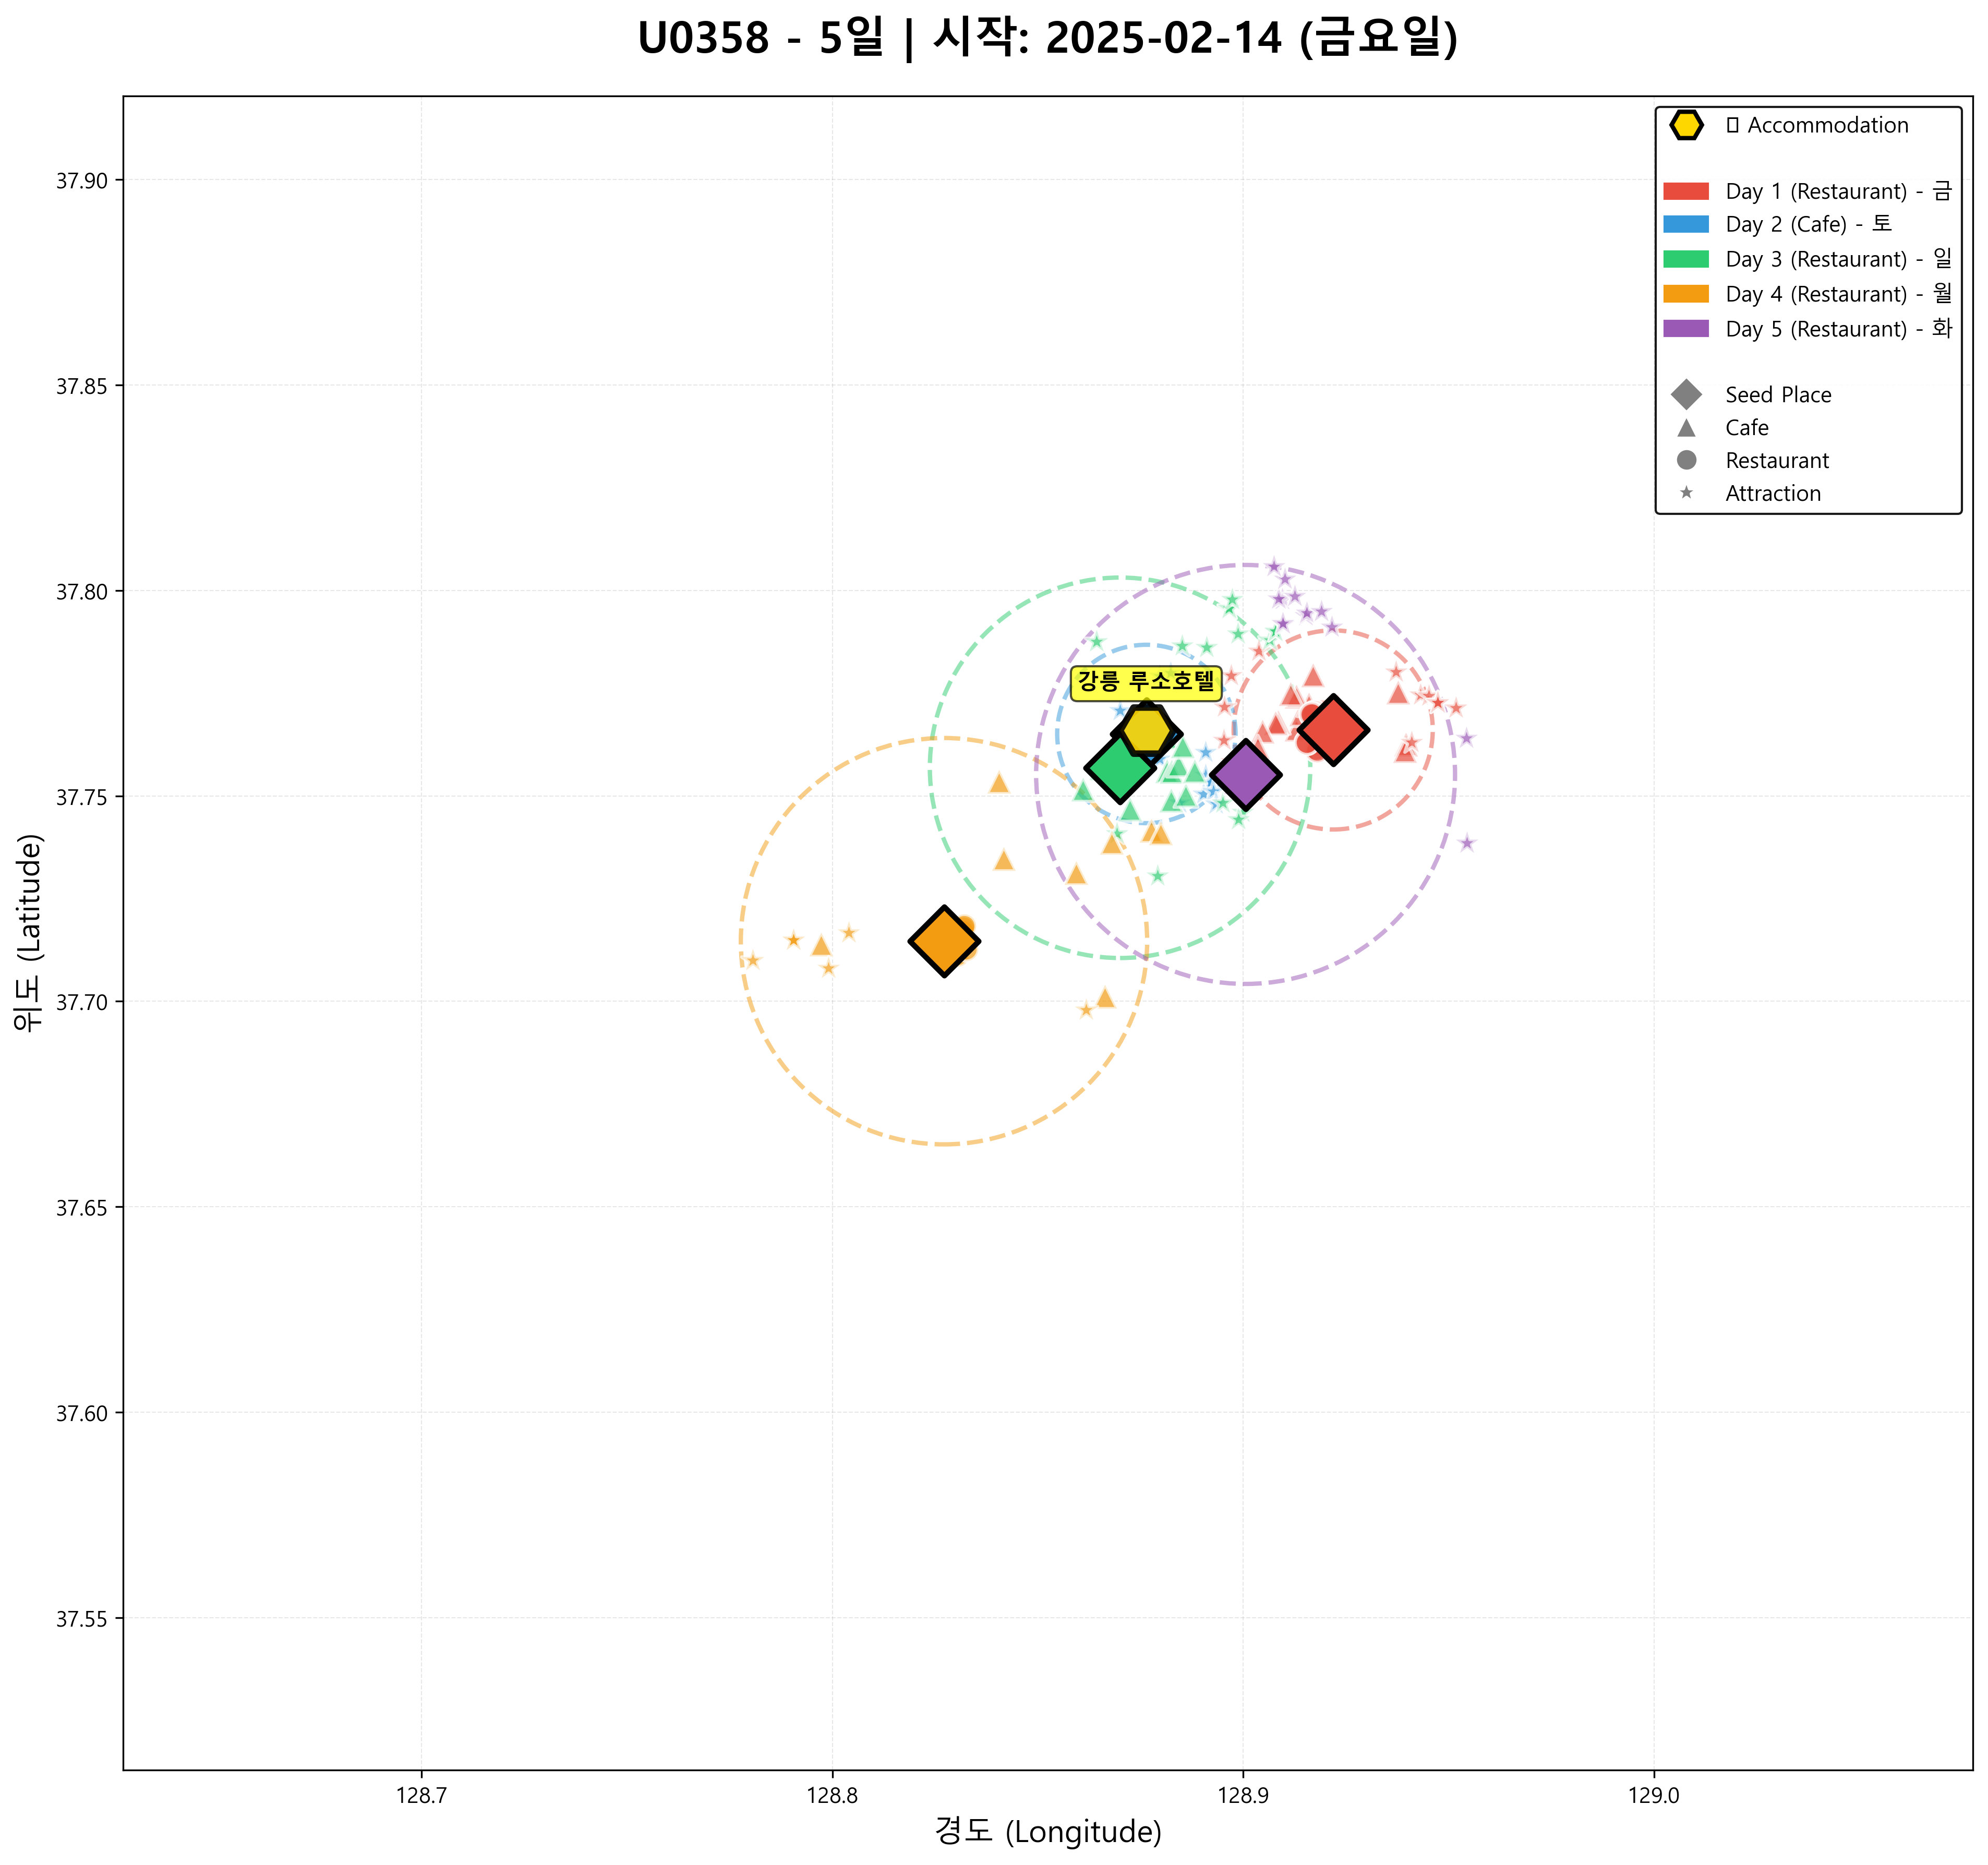 U0358 - 5일 | 시작: 2025-02-14 (금요일)
Accommodation
Day 1 (Restaurant) - 금
Day 2 (Cafe) - 토
Day 3 (Restaurant) - 일
Day 4 (Restaurant) - 월
Day 5 (Restaurant) - 화
Seed Place
Cafe
Restaurant
Attraction
37.90
37.85
37.80
37.75
37.70
37.65
37.60
37.55
위도 (Latitude)
강릉 루소호텔
128.7 128.8 128.9 129.0
경도 (Longitude)